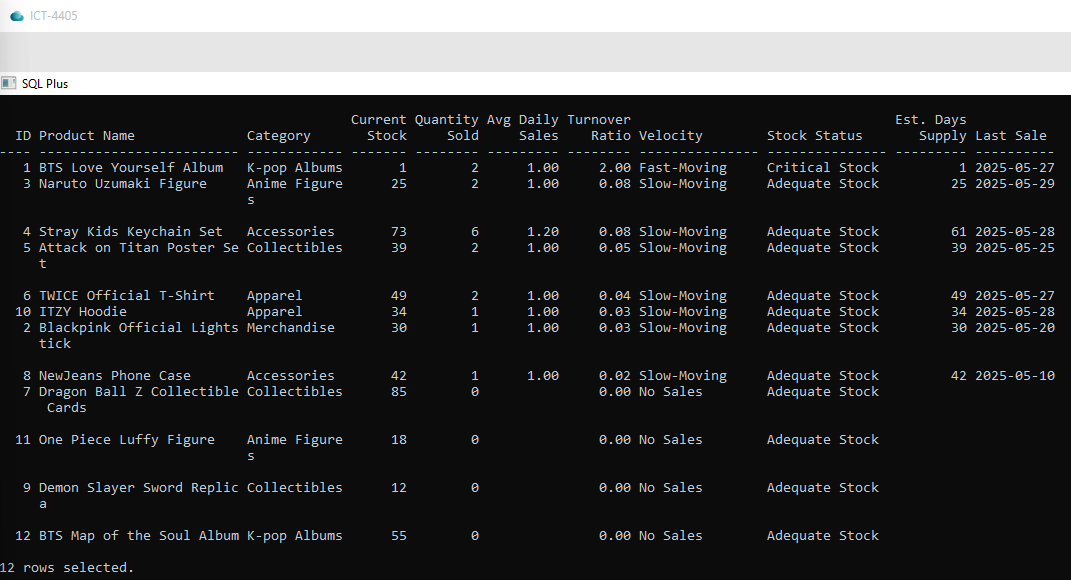 ICT-4405
SQL Plus
Current Quantity Avg Daily Turnover Est. Days
ID Product Name Category Stock Sold Sales Ratio Velocity Stock Status Supply Last Sale
---- ------------------------- ------------ ------- -------- --------- -------- --------------- --------------- --------- ----------
1 BTS Love Yourself Album K-pop Albums 1 2 1.00 2.00 Fast-Moving Critical Stock 1 2025-05-27
3 Naruto Uzumaki Figure Anime Figure 25 2 1.00 0.08 Slow-Moving Adequate Stock 25 2025-05-29
s
4 Stray Kids Keychain Set Accessories 73 6 1.20 0.08 Slow-Moving Adequate Stock 61 2025-05-28
5 Attack on Titan Poster Se Collectibles 39 2 1.00 0.05 Slow-Moving Adequate Stock 39 2025-05-25
t
6 TWICE Official T-Shirt Apparel 49 2 1.00 0.04 Slow-Moving Adequate Stock 49 2025-05-27
10 ITZY Hoodie Apparel 34 1 1.00 0.03 Slow-Moving Adequate Stock 34 2025-05-28
2 Blackpink Official Lights Merchandise 30 1 1.00 0.03 Slow-Moving Adequate Stock 30 2025-05-20
tick
8 NewJeans Phone Case Accessories 42 1 1.00 0.02 Slow-Moving Adequate Stock 42 2025-05-10
7 Dragon Ball Z Collectible Collectibles 85 0 0.00 No Sales Adequate Stock
Cards
11 One Piece Luffy Figure Anime Figure 18 0 0.00 No Sales Adequate Stock
s
9 Demon Slayer Sword Replic Collectibles 12 0 0.00 No Sales Adequate Stock
a
12 BTS Map of the Soul Album K-pop Albums 55 0 0.00 No Sales Adequate Stock
12 rows selected.